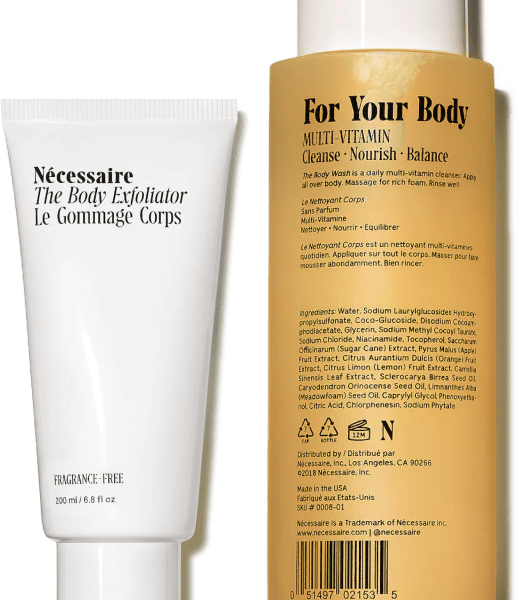 Nécessaire
The Body Exfoliator
Le Gommage Corps
FRAGRANCE-FREE
200 ml / 6.8 fl oz
For Your Body
MULTI-VITAMIN
Cleanse · Nourish · Balance
The Body Wash is a daily multi-vitamin cleanser. Apply
all over body. Massage for rich foam. Rinse well.
Le Nettoyant Corps
Sans Parfum
Multi-Vitamine
Nettoyer · Nourrir · Équilibrer
Le Nettoyant Corps est un nettoyant multi-vitamines
quotidien. Appliquer sur tout le corps. Masser pour faire
mousser abondamment. Bien rincer.
Ingredients: Water, Sodium Laurylglucosides Hydroxy-
propylsulfonate, Coco-Glucoside, Disodium Cocoam-
phodiacetate, Glycerin, Sodium Methyl Cocoyl Taurate,
Sodium Chloride, Niacinamide, Tocopherol, Saccharum
Officinarum (Sugar Cane) Extract, Pyrus Malus (Apple)
Fruit Extract, Citrus Aurantium Dulcis (Orange) Fruit
Extract, Citrus Limon (Lemon) Fruit Extract, Camellia
Sinensis Leaf Extract, Sclerocarya Birrea Seed Oil,
Caryodendron Orinocense Seed Oil, Limnanthes Alba
(Meadowfoam) Seed Oil, Caprylyl Glycol, Phenoxyetha-
nol, Citric Acid, Chlorphenesin, Sodium Phytate.
7 7 12M N
CAP BOTTLE
Distributed by / Distribué par
Nécessaire, Inc., Los Angeles, CA 90266
©2018 Nécessaire, Inc.
Made in the USA
Fabriqué aux Etats-Unis
SKU # 0008-01
Nécessaire is a Trademark of Nécessaire Inc.
www.necessaire.com | @necessaire
0 51497 02153 5